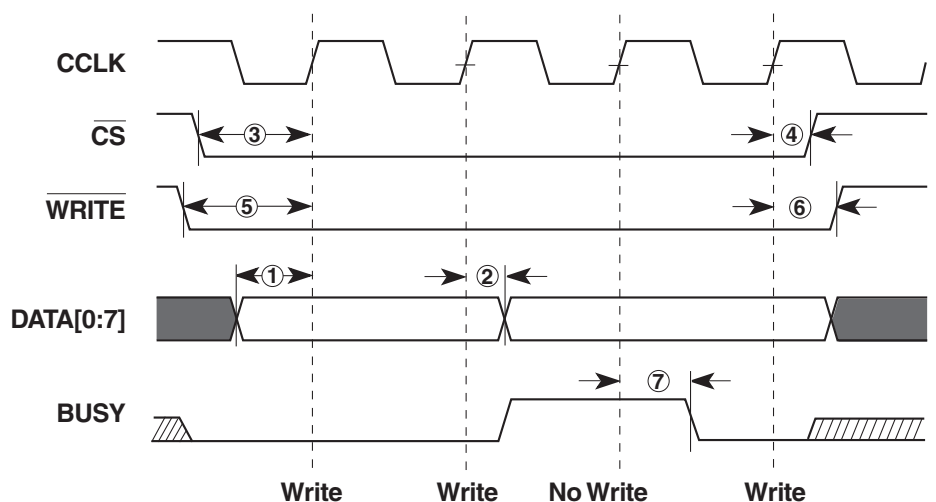 CCLK
CS ③ ④
WRITE ⑤ ⑥
① ②
DATA[0:7]
⑦
BUSY
Write Write No Write Write